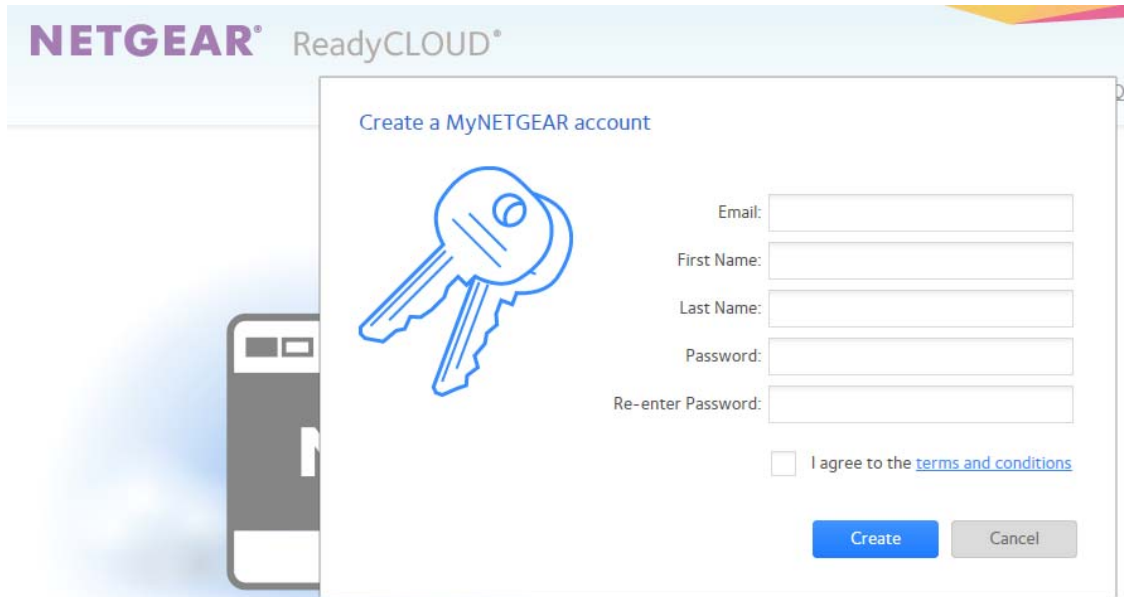 NETGEAR® ReadyCLOUD®
Create a MyNETGEAR account
Email:
First Name:
Last Name:
Password:
Re-enter Password:
I agree to the terms and conditions
Create Cancel